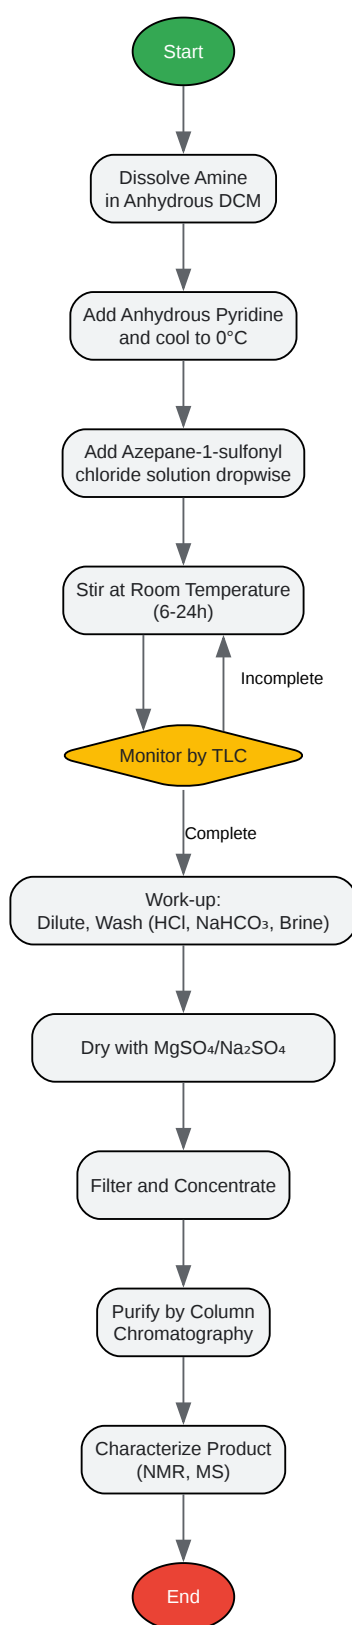 Start
Dissolve Amine
in Anhydrous DCM
Add Anhydrous Pyridine
and cool to 0°C
Add Azepane-1-sulfonyl
chloride solution dropwise
Stir at Room Temperature
(6-24h)
Incomplete
Monitor by TLC
Complete
Work-up:
Dilute, Wash (HCl, NaHCO₃, Brine)
Dry with MgSO₄/Na₂SO₄
Filter and Concentrate
Purify by Column
Chromatography
Characterize Product
(NMR, MS)
End